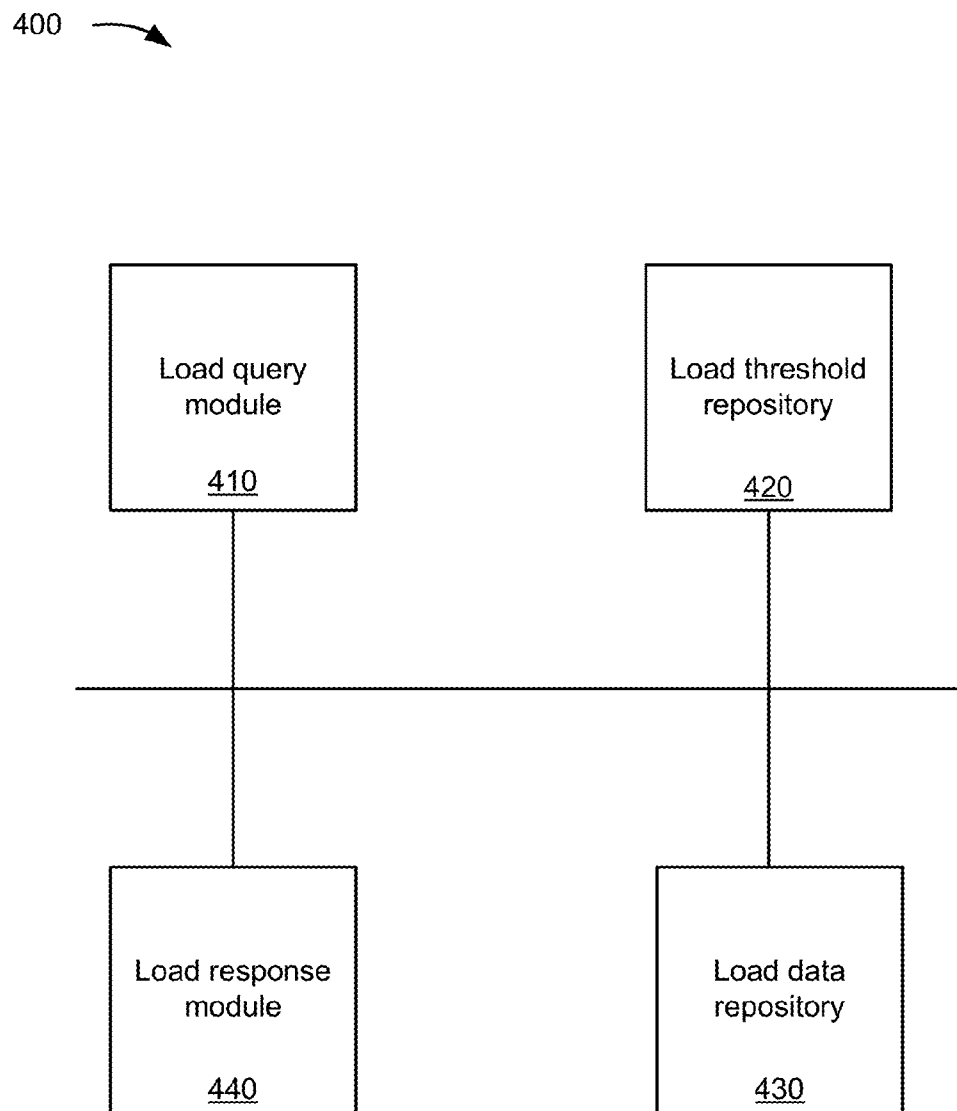 400
Load query
module
410
Load threshold
repository
420
Load response
module
440
Load data
repository
430